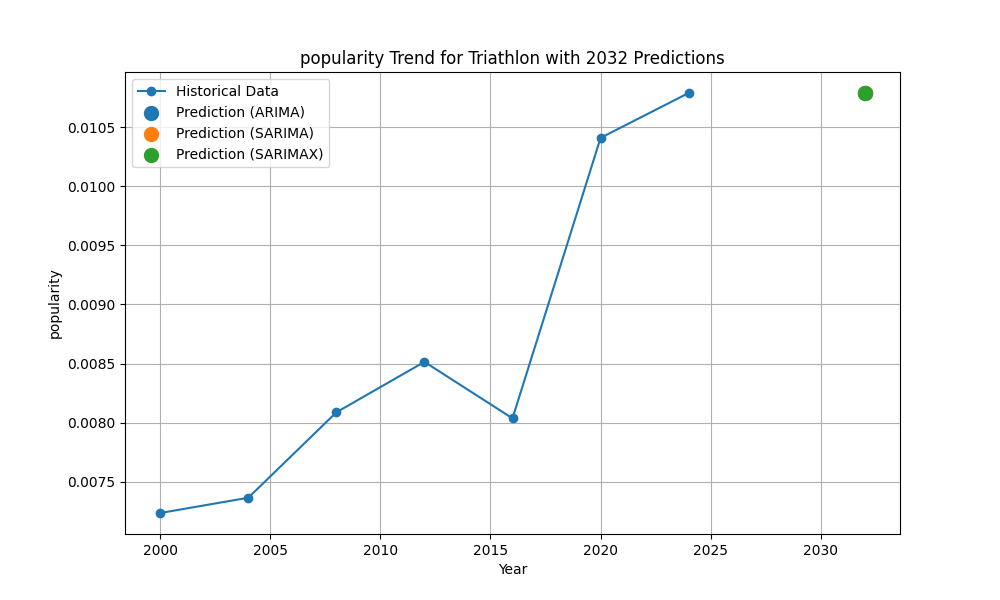 popularity Trend for Triathlon with 2032 Predictions
Historical Data
Prediction (ARIMA)
Prediction (SARIMA)
Prediction (SARIMAX)
0.0105
0.0100
0.0095
0.0090
0.0085
0.0080
0.0075
popularity
2000 2005 2010 2015 2020 2025 2030
Year